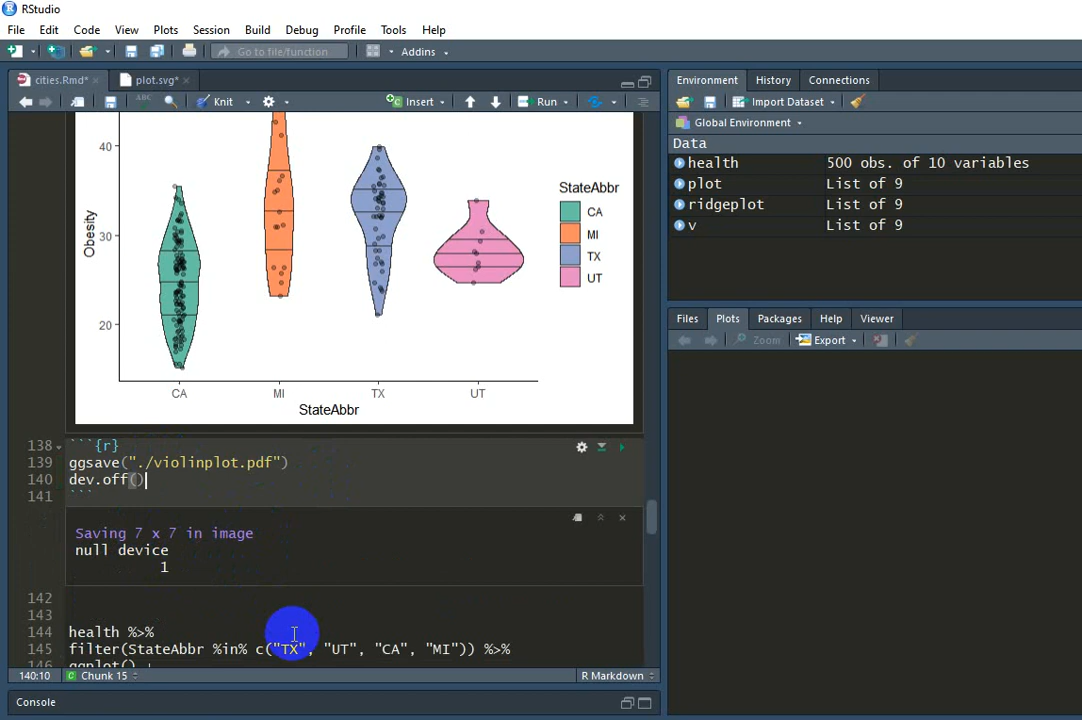 RStudio
File Edit Code View Plots Session Build Debug Profile Tools Help
Go to file/function Addins
cities.Rmd* plot.svg*
ABC Knit Insert Run
40
30
20
Obesity
CA MI TX UT
StateAbbr
StateAbbr
CA
MI
TX
UT
138 ```{r}
139 ggsave("./violinplot.pdf")
140 dev.off()
141 ```
Saving 7 x 7 in image
null device
1
142
143
144 health %>%
145 filter(StateAbbr %in% c("TX", "UT", "CA", "MI")) %>%
146 ggplot() +
140:10 Chunk 15 R Markdown
Console
Environment History Connections
Import Dataset
Global Environment
Data
health 500 obs. of 10 variables
plot List of 9
ridgeplot List of 9
v List of 9
Files Plots Packages Help Viewer
Zoom Export